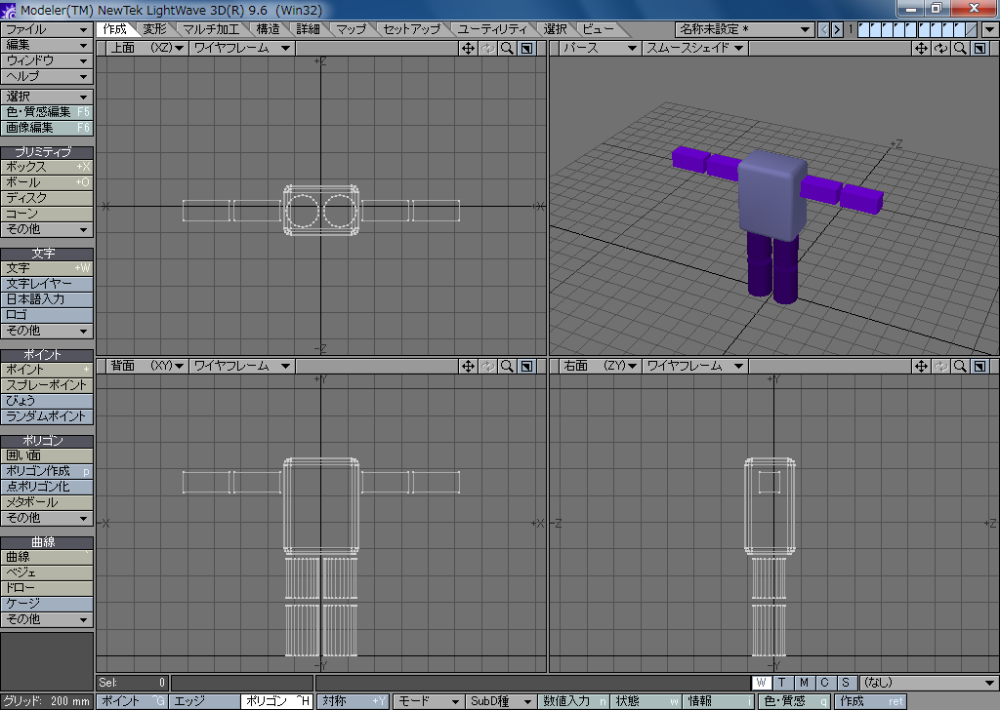 Modeler(TM) NewTek LightWave 3D(R) 9.6 (Win32)
ファイル
編集
ウィンドウ
ヘルプ
選択
色・質感編集 F5
画像編集 F6
プリミティブ
ボックス +X
ボール +O
ディスク
コーン
その他
文字
文字 +W
文字レイヤー
日本語入力
ロゴ
その他
ポイント
ポイント +
スプレーポイント
びょう
ランダムポイント
ポリゴン
囲い面
ポリゴン作成 p
点ポリゴン化
メタボール
その他
曲線
曲線
ベジェ
ドロー
ケージ
その他
グリッド: 200 mm
作成 変形 マルチ加工 構造 詳細 マップ セットアップ ユーティリティ 選択 ビュー 名称未設定 * 1
上面 (XZ) ワイヤフレーム
+Z
-X
+X
-Z
パース スムースシェイド
+Z
背面 (XY) ワイヤフレーム
+Y
-X
+X
-Y
右面 (ZY) ワイヤフレーム
+Y
-Z
+Z
-Y
Sel: 0
W T M C S (なし)
ポイント ^G エッジ ポリゴン ^H 対称 +Y モード SubD種 数値入力 n 状態 w 情報 i 色・質感 q 作成 ret